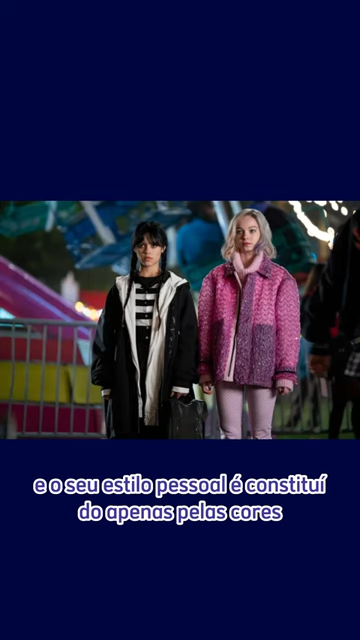 e o seu estilo pessoal é constituí
do apenas pelas cores